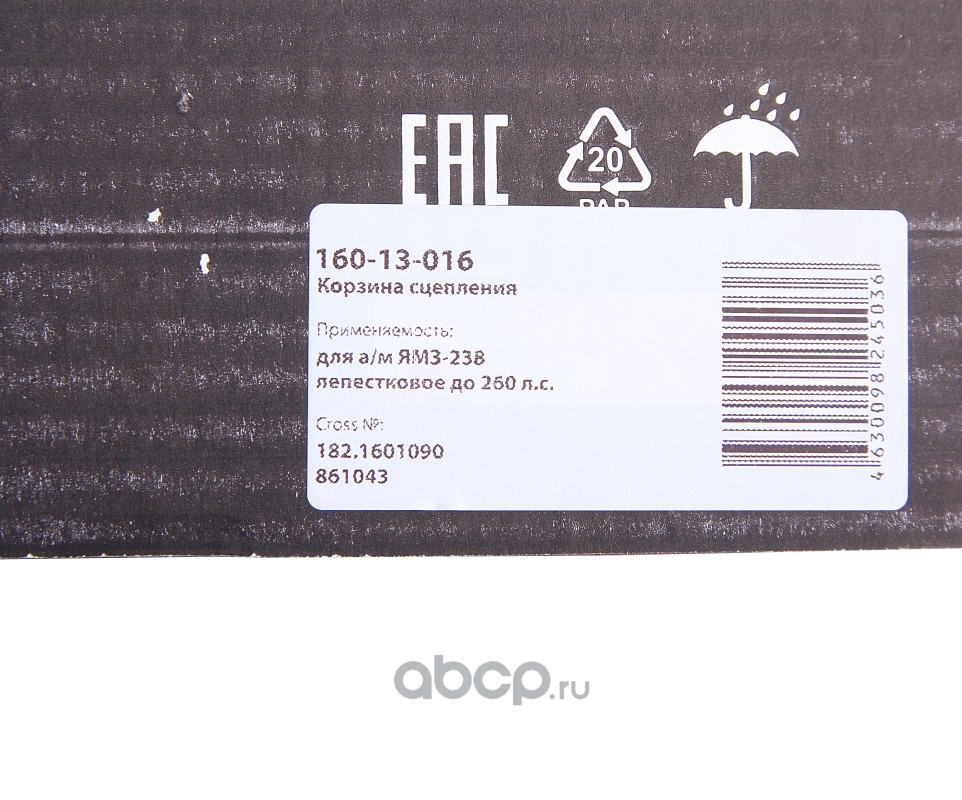 EAC
20
PAP
160-13-016
Корзина сцепления
Применяемость:
для а/м ЯМЗ-238
лепестковое до 260 л.с.
Cross №:
182.1601090
861043
4630098245036
abcp.ru